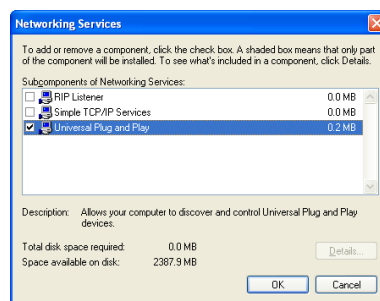 Networking Services
To add or remove a component, click the check box. A shaded box means that only part
of the component will be installed. To see what's included in a component, click Details.
Subcomponents of Networking Services:
RIP Listener 0.0 MB
Simple TCP/IP Services 0.0 MB
Universal Plug and Play 0.2 MB
Description: Allows your computer to discover and control Universal Plug and Play
devices.
Total disk space required: 0.0 MB
Details...
Space available on disk: 2387.9 MB
OK Cancel